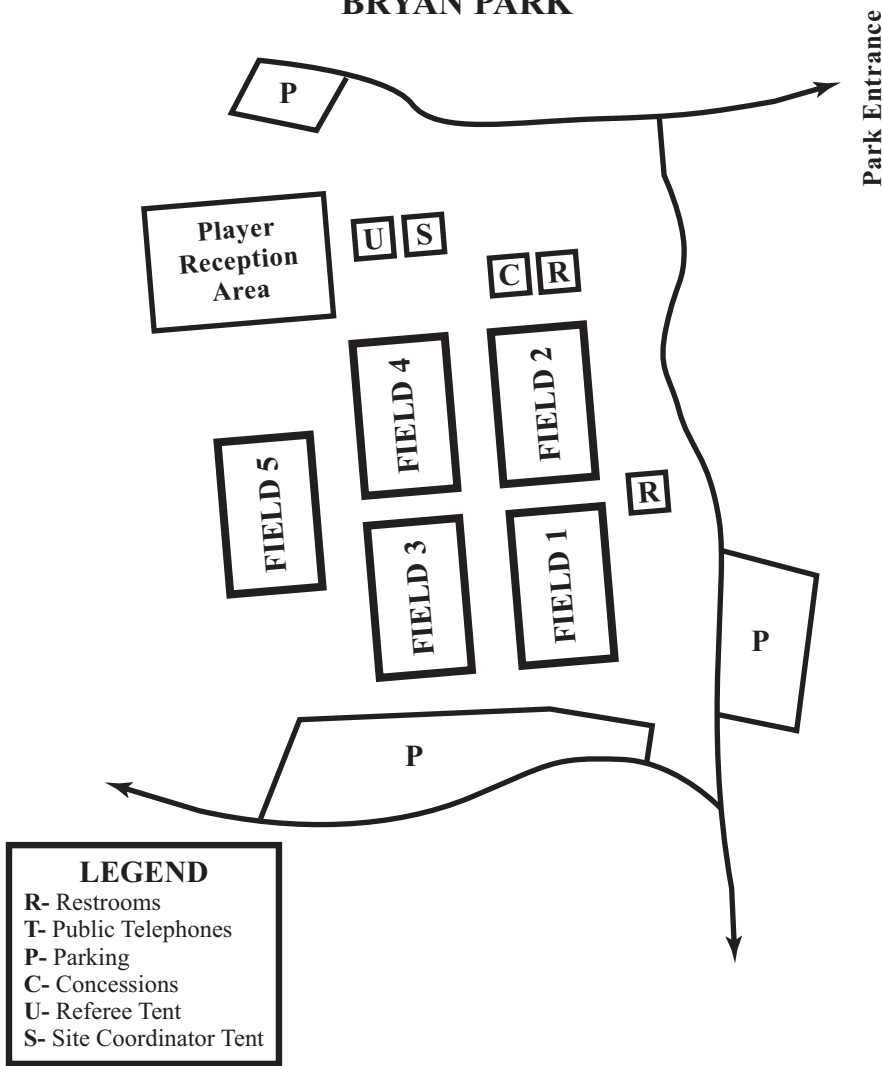 BRYAN PARK
Park Entrance
P
Player
Reception
Area
U
S
C
R
FIELD 4
FIELD 2
FIELD 5
R
FIELD 3
FIELD 1
P
P
LEGEND
R- Restrooms
T- Public Telephones
P- Parking
C- Concessions
U- Referee Tent
S- Site Coordinator Tent